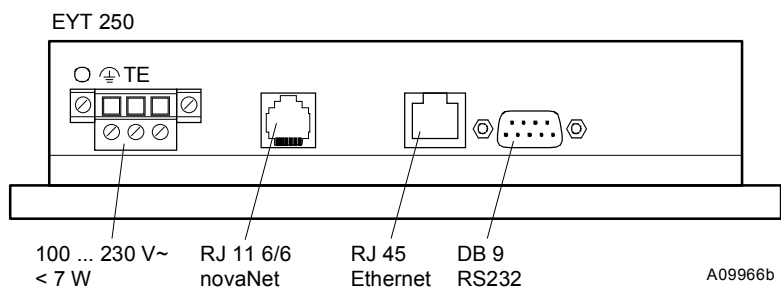 EYT 250
TE
100 ... 230 V~
< 7 W
RJ 11 6/6
novaNet
RJ 45
Ethernet
DB 9
RS232
A09966b